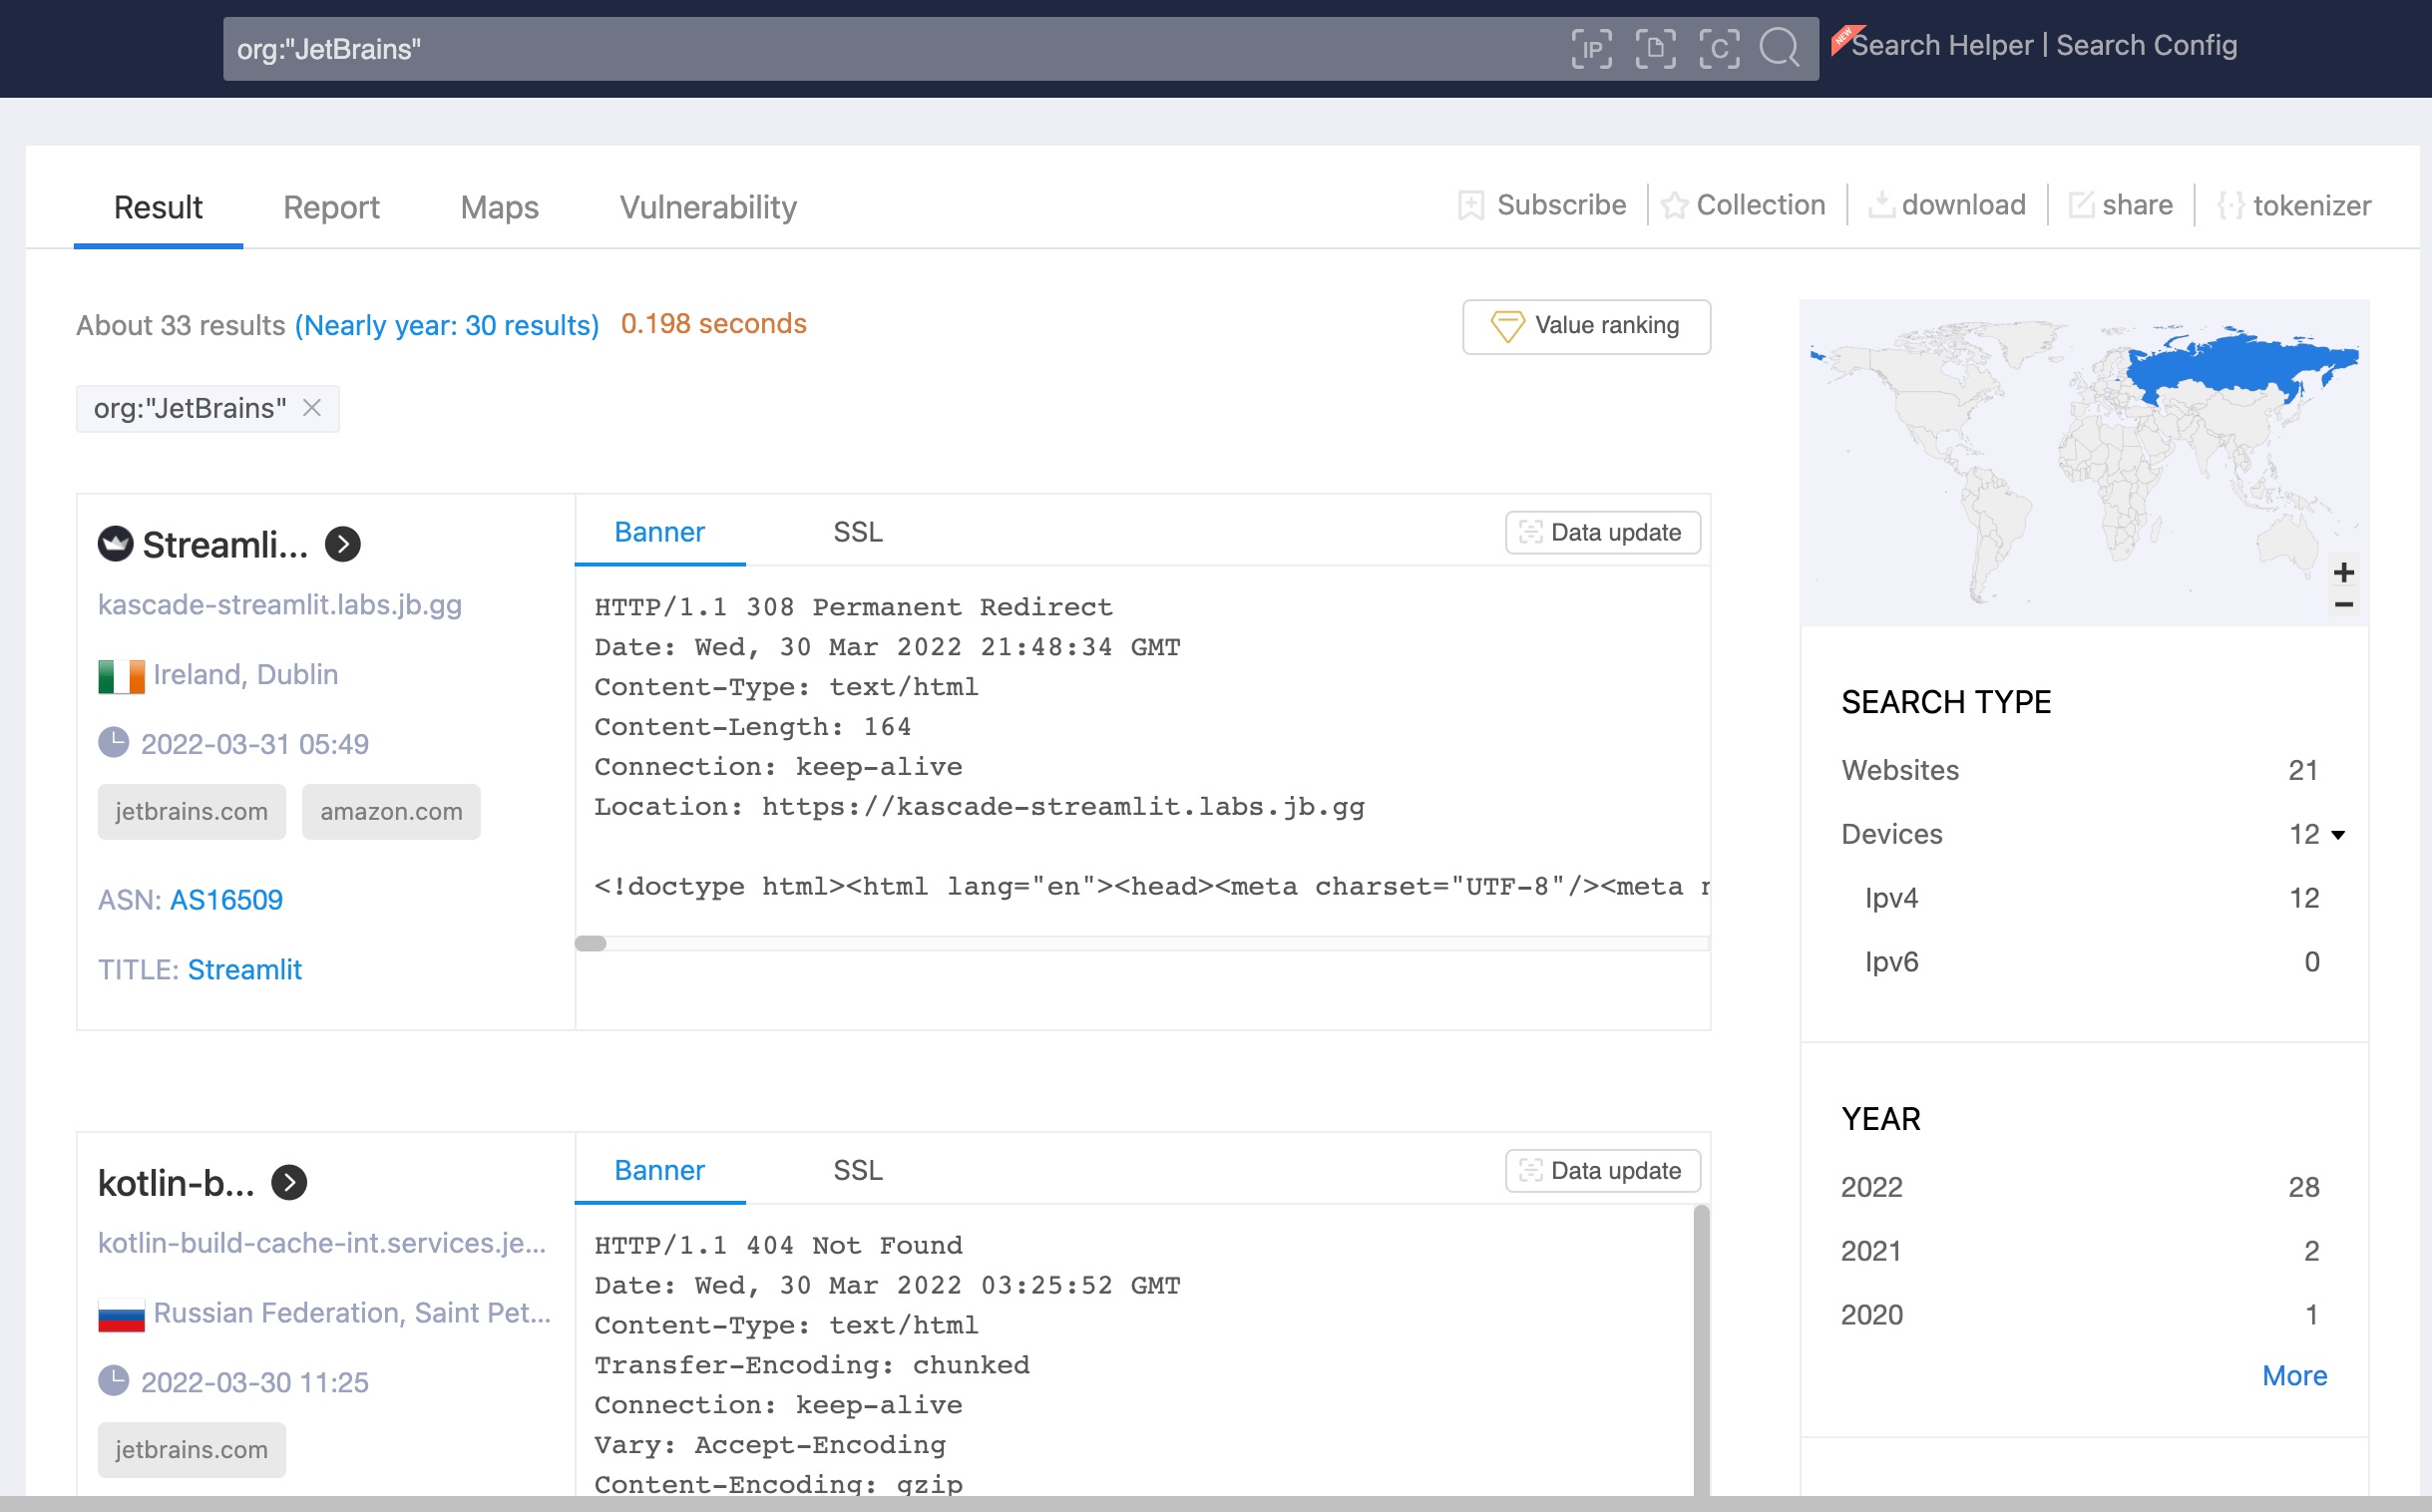 org:"JetBrains"
IP
C
NEW
Search Helper | Search Config
Result
Report
Maps
Vulnerability
Subscribe
Collection
download
share
tokenizer
About 33 results (Nearly year: 30 results) 0.198 seconds
Value ranking
org:"JetBrains"
Streamli...
kascade-streamlit.labs.jb.gg
Ireland, Dublin
2022-03-31 05:49
jetbrains.com
amazon.com
ASN: AS16509
TITLE: Streamlit
Banner
SSL
Data update
HTTP/1.1 308 Permanent Redirect
Date: Wed, 30 Mar 2022 21:48:34 GMT
Content-Type: text/html
Content-Length: 164
Connection: keep-alive
Location: https://kascade-streamlit.labs.jb.gg
<!doctype html><html lang="en"><head><meta charset="UTF-8"/><meta
kotlin-b...
kotlin-build-cache-int.services.je...
Russian Federation, Saint Pet...
2022-03-30 11:25
jetbrains.com
Banner
SSL
Data update
HTTP/1.1 404 Not Found
Date: Wed, 30 Mar 2022 03:25:52 GMT
Content-Type: text/html
Transfer-Encoding: chunked
Connection: keep-alive
Vary: Accept-Encoding
Content-Encoding: gzip
+
−
SEARCH TYPE
Websites 21
Devices 12
Ipv4 12
Ipv6 0
YEAR
2022 28
2021 2
2020 1
More